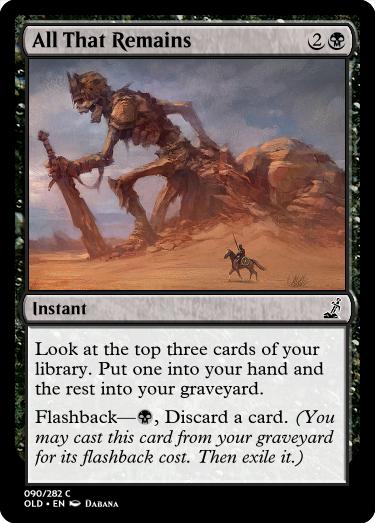 All That Remains 2
Instant
Look at the top three cards of your
library. Put one into your hand and
the rest into your graveyard.
Flashback—, Discard a card. (You
may cast this card from your graveyard
for its flashback cost. Then exile it.)
090/282 C
OLD • EN DABANA